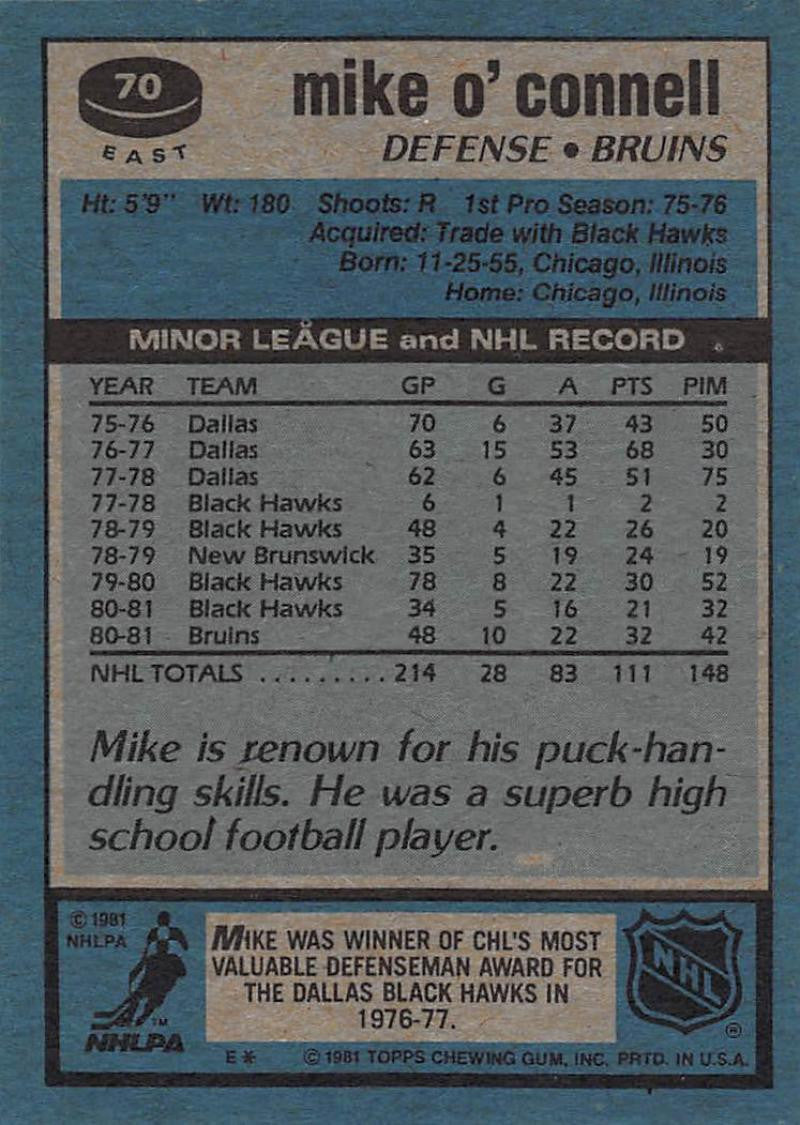 70
EAST
mike o' connell
DEFENSE • BRUINS
Ht: 5'9" Wt: 180 Shoots: R 1st Pro Season: 75-76
Acquired: Trade with Black Hawks
Born: 11-25-55, Chicago, Illinois
Home: Chicago, Illinois
MINOR LEAGUE and NHL RECORD
YEAR TEAM GP G A PTS PIM
75-76 Dallas 70 6 37 43 50
76-77 Dallas 63 15 53 68 30
77-78 Dallas 62 6 45 51 75
77-78 Black Hawks 6 1 1 2 2
78-79 Black Hawks 48 4 22 26 20
78-79 New Brunswick 35 5 19 24 19
79-80 Black Hawks 78 8 22 30 52
80-81 Black Hawks 34 5 16 21 32
80-81 Bruins 48 10 22 32 42
NHL TOTALS ......... 214 28 83 111 148
Mike is renown for his puck-han-
dling skills. He was a superb high
school football player.
© 1981
NHLPA
TM
NHLPA
MIKE WAS WINNER OF CHL'S MOST
VALUABLE DEFENSEMAN AWARD FOR
THE DALLAS BLACK HAWKS IN
1976-77.
NHL
®
E* © 1981 TOPPS CHEWING GUM, INC. PRTD. IN U.S.A.